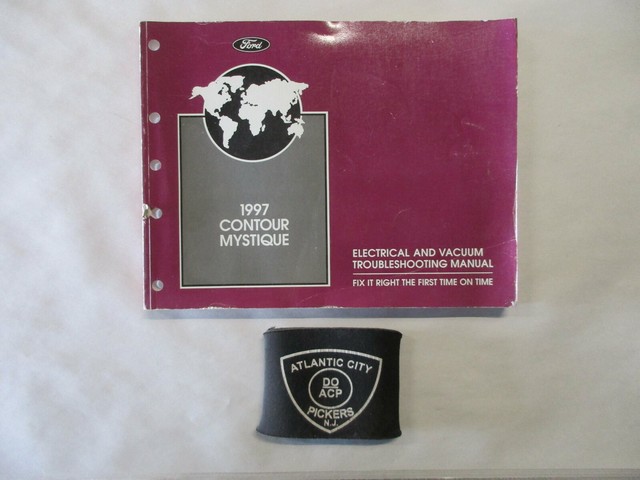 Ford
1997
CONTOUR
MYSTIQUE
ELECTRICAL AND VACUUM
TROUBLESHOOTING MANUAL
FIX IT RIGHT THE FIRST TIME ON TIME
ATLANTIC CITY
DO
ACP
PICKERS
N.J.